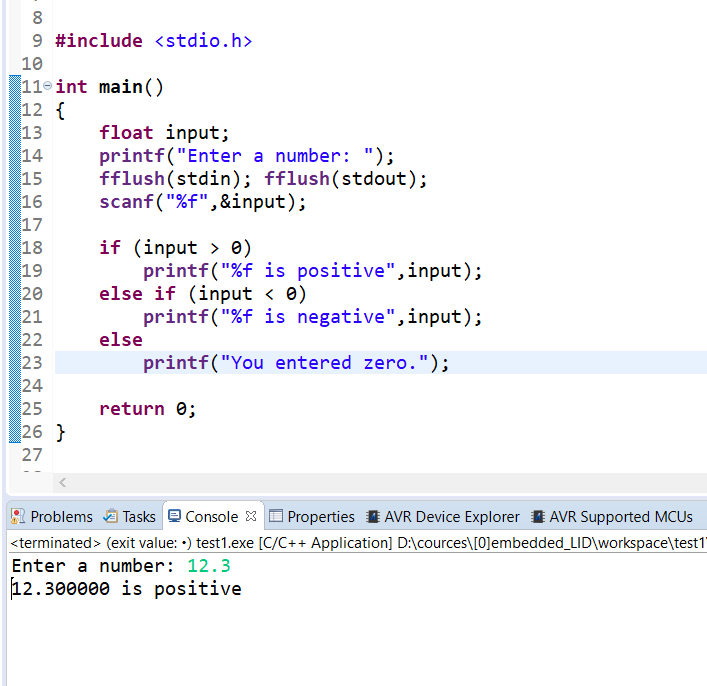 8
9 #include <stdio.h>
10
11 int main()
12 {
13     float input;
14     printf("Enter a number: ");
15     fflush(stdin); fflush(stdout);
16     scanf("%f",&input);
17
18     if (input > 0)
19         printf("%f is positive",input);
20     else if (input < 0)
21         printf("%f is negative",input);
22     else
23         printf("You entered zero.");
24
25     return 0;
26 }
27
Problems Tasks Console Properties AVR Device Explorer AVR Supported MCUs
<terminated> (exit value: •) test1.exe [C/C++ Application] D:\cources\[0]embedded_LID\workspace\test1\
Enter a number: 12.3
12.300000 is positive